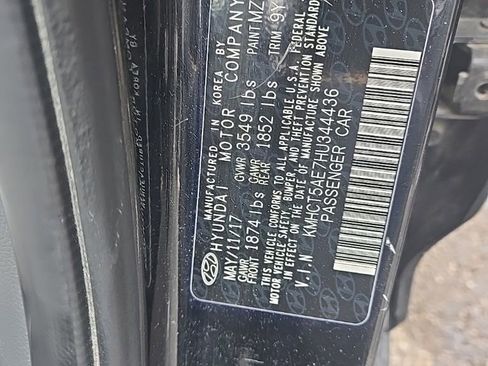 MANUFACTURED IN KOREA BY
HYUNDAI MOTOR COMPANY
MAY/11/17 GVWR 3549 lbs PAINT MZ
GAWR FRONT 1874 lbs GAWR REAR 1852 lbs TRIM 9Y
THIS VEHICLE CONFORMS TO ALL APPLICABLE U.S.A. FEDERAL
MOTOR VEHICLE SAFETY, BUMPER, AND THEFT PREVENTION STANDARDS
IN EFFECT ON THE DATE OF MANUFACTURE SHOWN ABOVE
V.I.N KMHCT5AE7HU344436
PASSENGER CAR